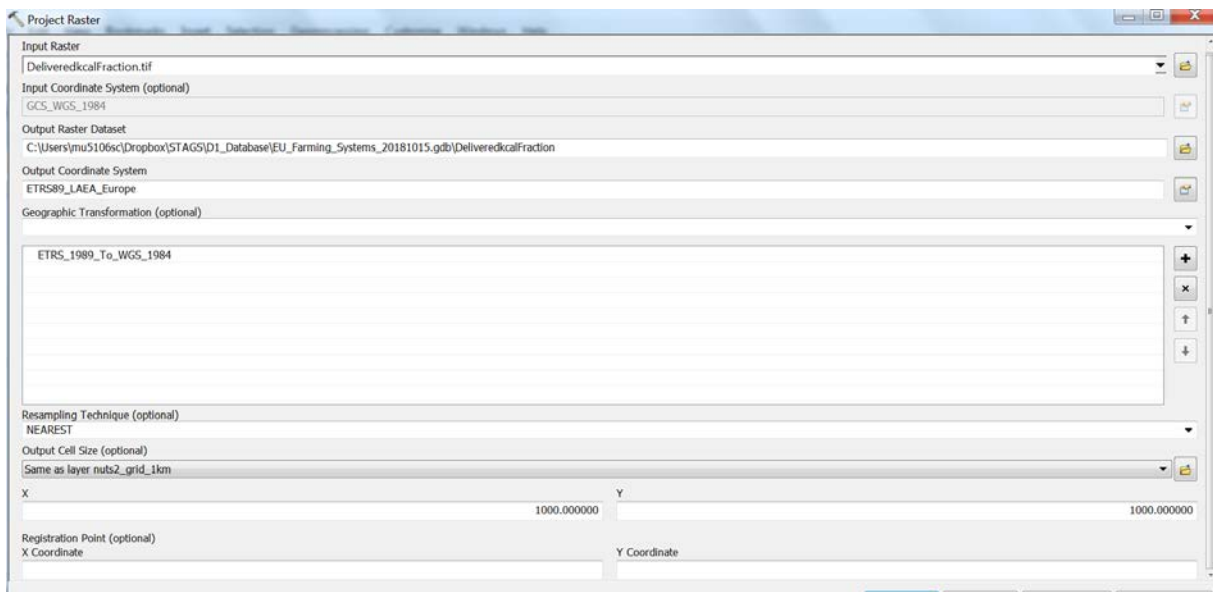 Project Raster
Input Raster
DeliveredkcalFraction.tif
Input Coordinate System (optional)
GCS_WGS_1984
Output Raster Dataset
C:\Users\mu5106sc\Dropbox\STAGS\D1_Database\EU_Farming_Systems_20181015.gdb\DeliveredkcalFraction
Output Coordinate System
ETRS89_LAEA_Europe
Geographic Transformation (optional)
ETRS_1989_To_WGS_1984
Resampling Technique (optional)
NEAREST
Output Cell Size (optional)
Same as layer nuts2_grid_1km
X Y
1000.000000 1000.000000
Registration Point (optional)
X Coordinate Y Coordinate